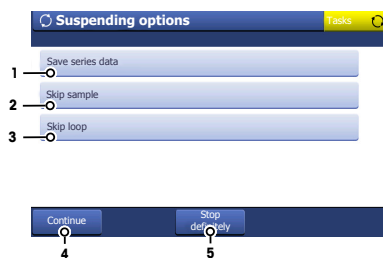 Suspending options
Tasks
Save series data
1
Skip sample
2
Skip loop
3
Continue
Stop
definitely
4
5